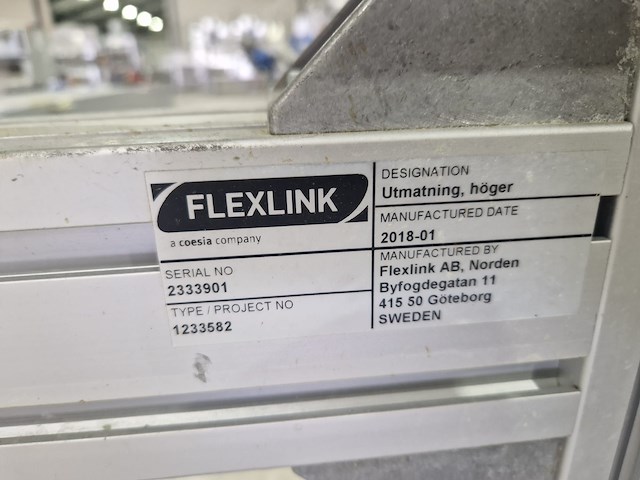 FLEXLINK
a coesia company
SERIAL NO
2333901
TYPE / PROJECT NO
1233582
DESIGNATION
Utmatning, höger
MANUFACTURED DATE
2018-01
MANUFACTURED BY
Flexlink AB, Norden
Byfogdegatan 11
415 50 Göteborg
SWEDEN